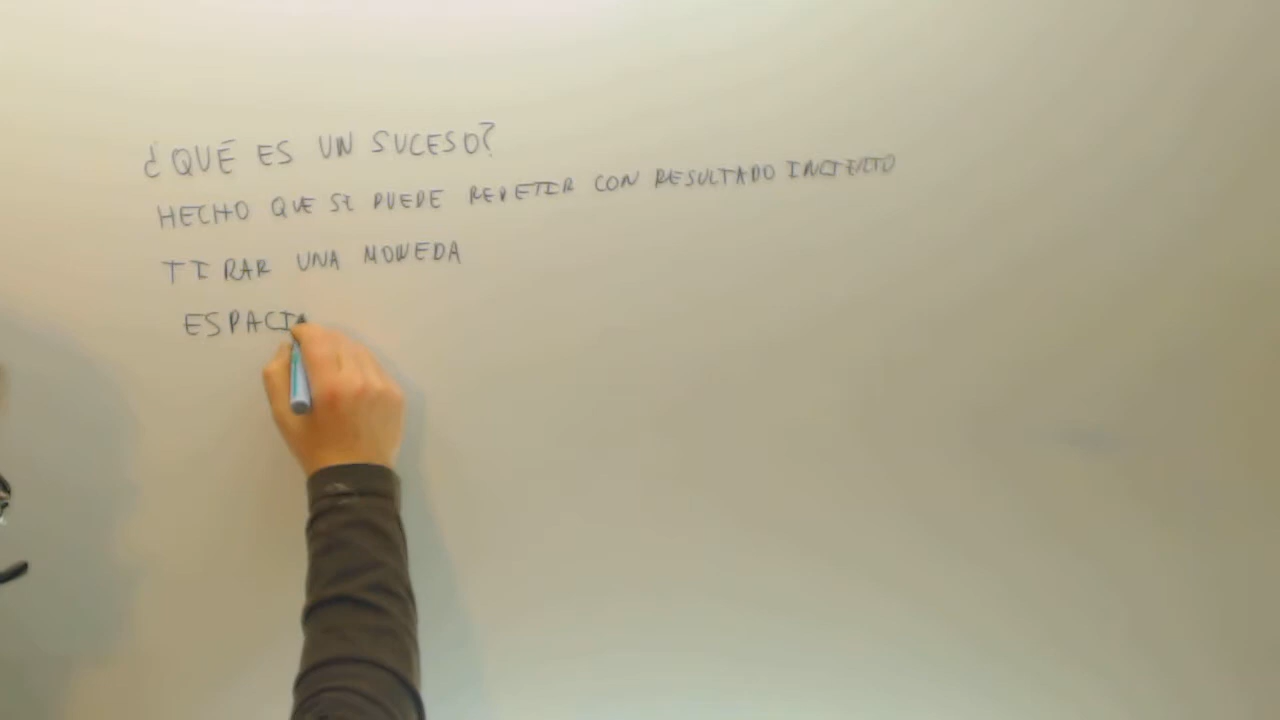 ¿QUÉ ES UN SUCESO?
HECHO QUE SE PUEDE REPETIR CON RESULTADO INCIERTO
TIRAR UNA MONEDA
ESPACI